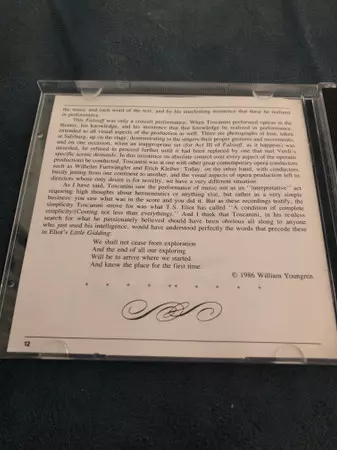 the music and each word of the text, and by his unrelenting insistence that these be realized
in performance.
This Falstaff was only a concert performance. When Toscanini performed opera in the
theater, his knowledge, and his insistence that this knowledge be realized in performance,
extended to all visual aspects of the production as well. There are photographs of him, taken
at Salzburg, up on the stage, demonstrating to the singers their proper gestures and movements,
and on one occasion, when an inappropriate set (for Act III of Falstaff, as it happens) was
unveiled, he refused to proceed further until it had been replaced by one that met Verdi's
specific scenic demands. In this insistence on absolute control over every aspect of the operatic
productions he conducted, Toscanini was at one with other great contemporary opera conductors
such as Wilhelm Furtwängler and Erich Kleiber. Today, on the other hand, with conductors
busily jetting from one continent to another, and the visual aspects of opera production left to
directors whose only desire is for novelty, we have a very different situation.
As I have said, Toscanini saw the performance of music not as an "interpretative" act
requiring high thoughts about hermeneutics or anything else, but rather as a very simple
business: you saw what was in the score and you did it. But as these recordings testify, the
simplicity Toscanini strove for was what T.S. Eliot has called "A condition of complete
simplicity/(Costing not less than everything)." And I think that Toscanini, in his restless
search for what he passionately believed should have been obvious all along to anyone
who just used his intelligence, would have understood perfectly the words that precede these
in Eliot's Little Gidding:
We shall not cease from exploration
And the end of all our exploring
Will be to arrive where we started
And know the place for the first time.
© 1986 William Youngren
* * * * ** * * * *
12